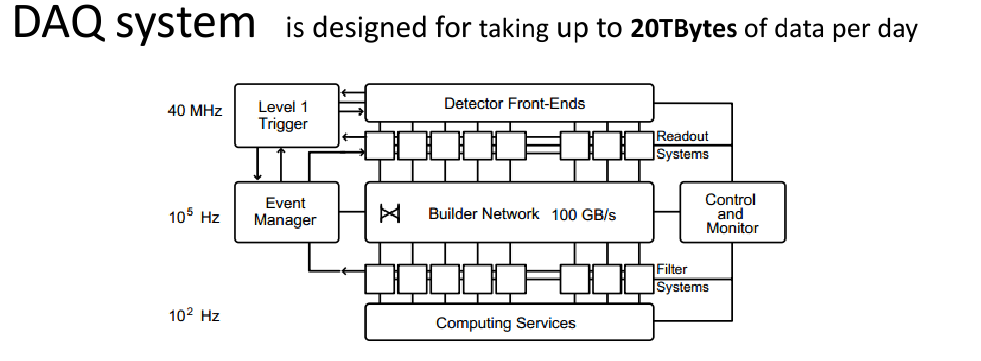 DAQ system is designed for taking up to 20TBytes of data per day
40 MHz
Level 1
Trigger
Detector Front-Ends
Readout
Systems
10⁵ Hz
Event
Manager
Builder Network 100 GB/s
Control
and
Monitor
Filter
Systems
10² Hz
Computing Services